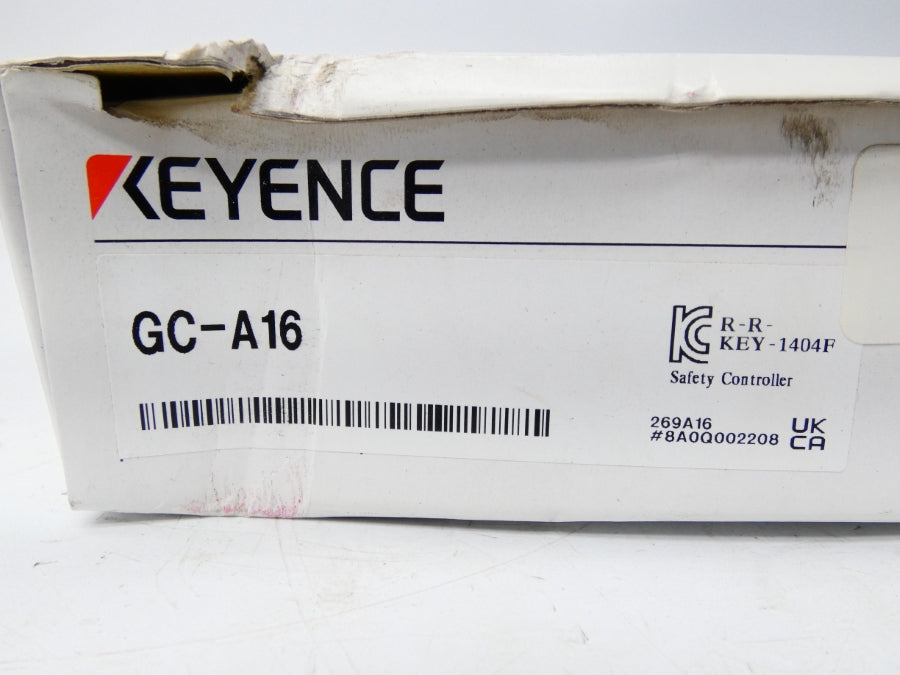 KEYENCE
GC-A16
R-R-
KEY-1404F
Safety Controller
269A16
#8A0Q002208
UK
CA